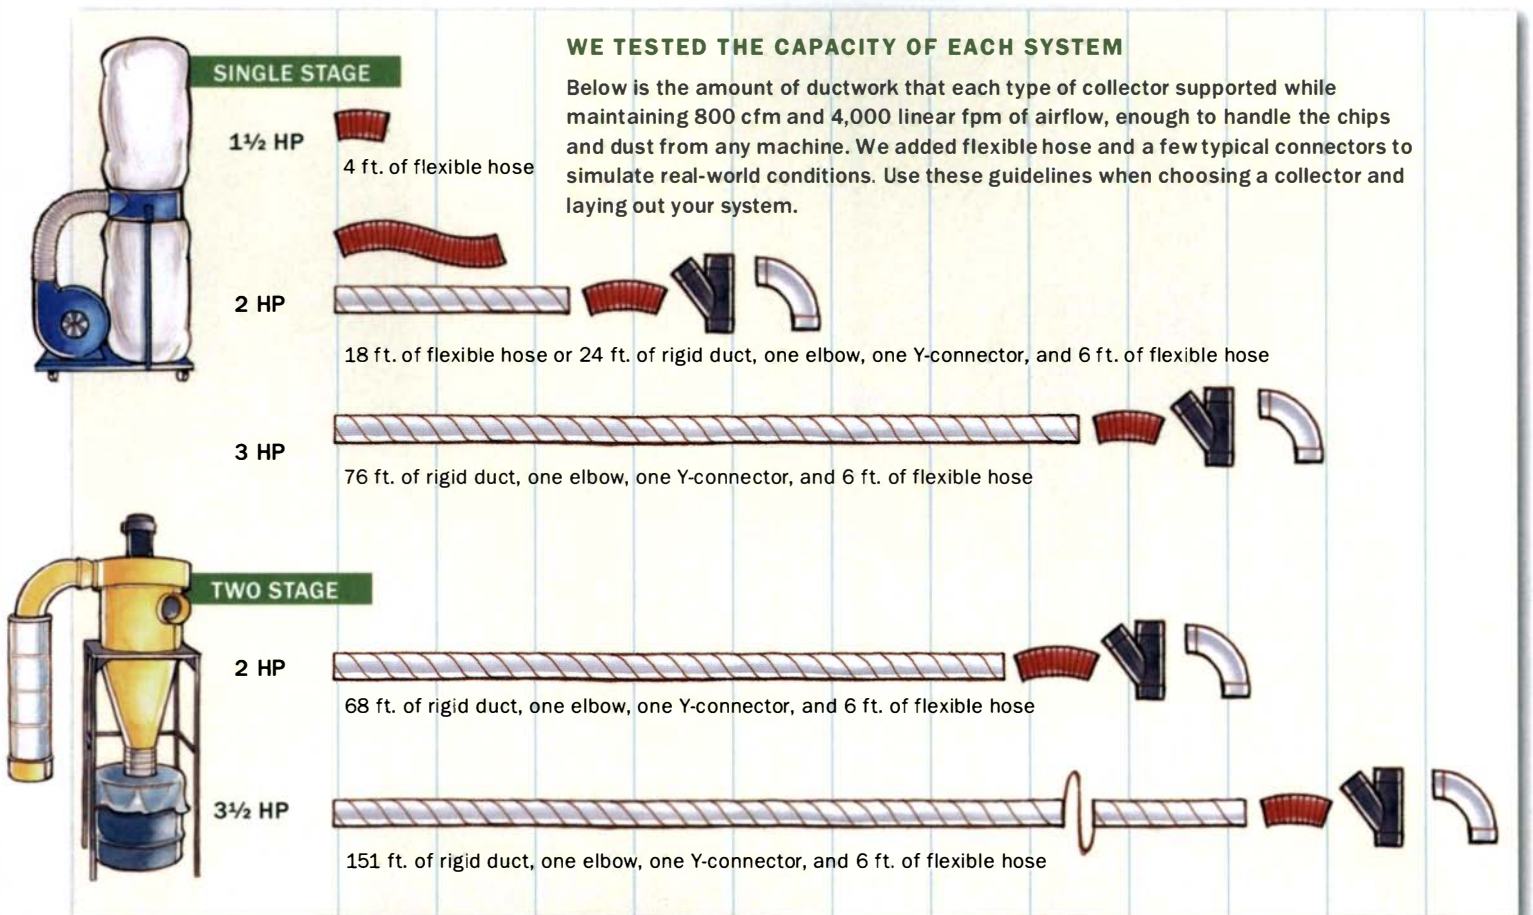 WE TESTED THE CAPACITY OF EACH SYSTEM
Below is the amount of ductwork that each type of collector supported while
maintaining 800 cfm and 4,000 linear fpm of airflow, enough to handle the chips
and dust from any machine. We added flexible hose and a few typical connectors to
simulate real-world conditions. Use these guidelines when choosing a collector and
laying out your system.
SINGLE STAGE
1½ HP
4 ft. of flexible hose
2 HP
18 ft. of flexible hose or 24 ft. of rigid duct, one elbow, one Y-connector, and 6 ft. of flexible hose
3 HP
76 ft. of rigid duct, one elbow, one Y-connector, and 6 ft. of flexible hose
TWO STAGE
2 HP
68 ft. of rigid duct, one elbow, one Y-connector, and 6 ft. of flexible hose
3½ HP
151 ft. of rigid duct, one elbow, one Y-connector, and 6 ft. of flexible hose